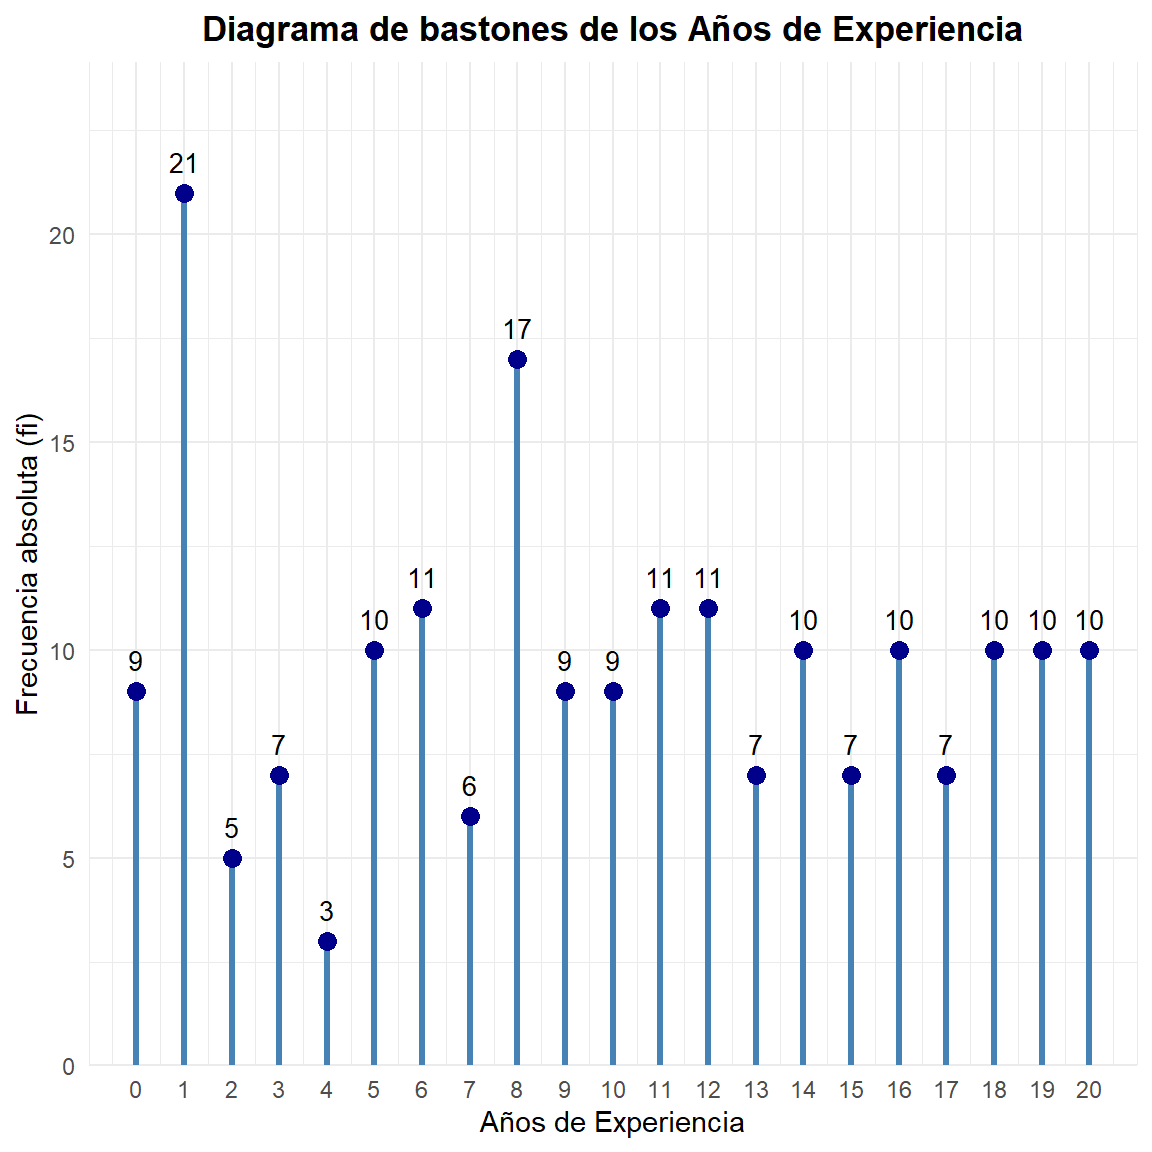 Diagrama de bastones de los Años de Experiencia
21
17
11
11 11
10
10 10 10 10 10
9
9 9
7
7 7 7
6
5
3
20
15
10
5
0
Frecuencia absoluta (fi)
0 1 2 3 4 5 6 7 8 9 10 11 12 13 14 15 16 17 18 19 20
Años de Experiencia